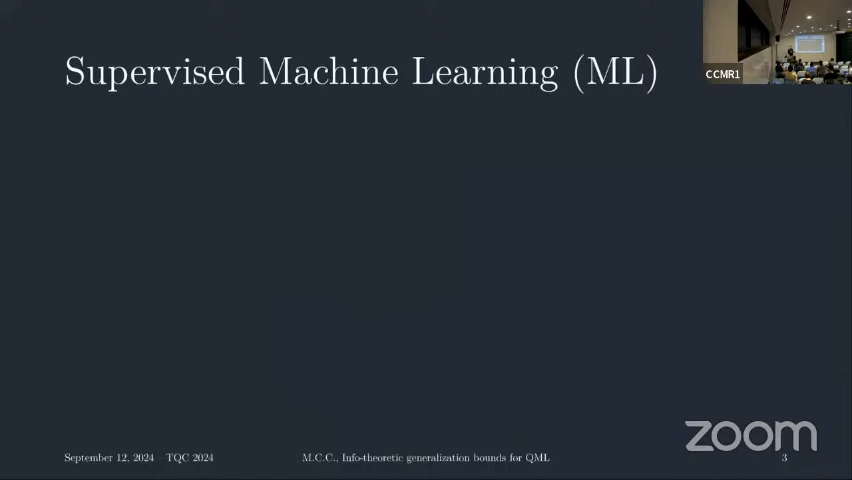 Supervised Machine Learning (ML)
CCMR1
zoom
September 12, 2024 TQC 2024
M.C.C., Info-theoretic generalization bounds for QML
3